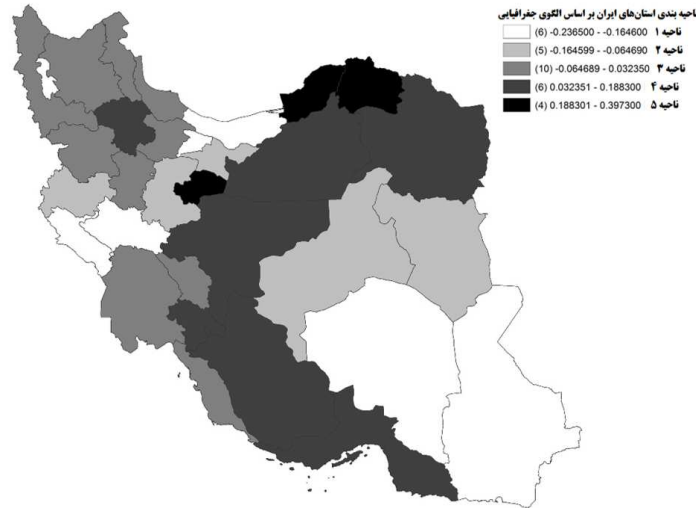 ناحیه بندی استان‌های ایران بر اساس الگوی جغرافیایی
ناحیه ۱ -0.236500 - -0.164600 (6)
ناحیه ۲ -0.164599 - -0.064690 (5)
ناحیه ۳ -0.064689 - 0.032350 (10)
ناحیه ۴ 0.032351 - 0.188300 (6)
ناحیه ۵ 0.188301 - 0.397300 (4)